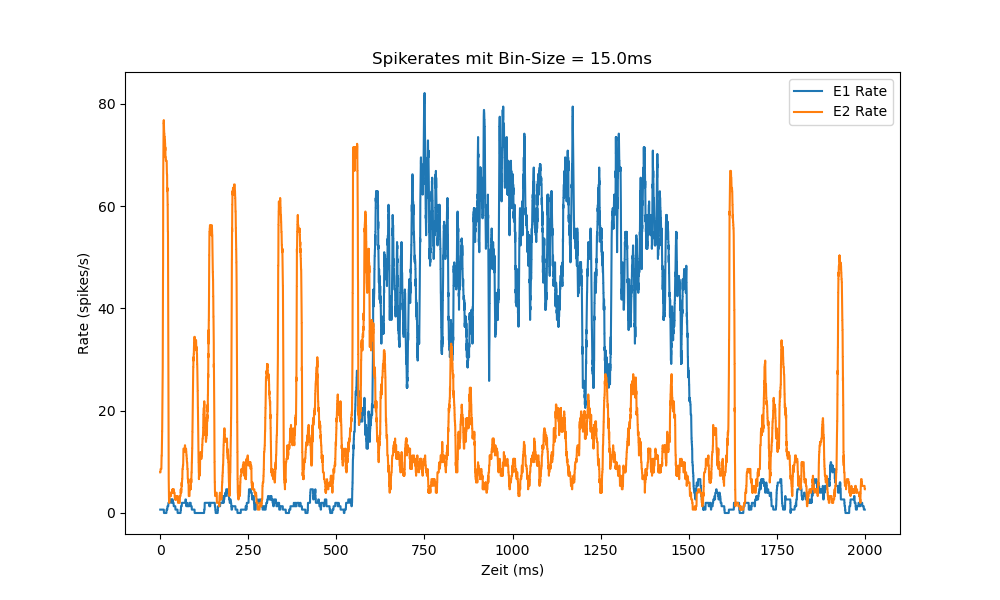 Spikerates mit Bin-Size = 15.0ms
E1 Rate
E2 Rate
Rate (spikes/s)
80
60
40
20
0
0 250 500 750 1000 1250 1500 1750 2000
Zeit (ms)